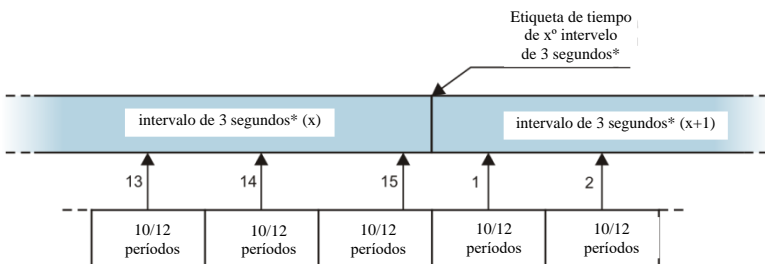 Etiqueta de tiempo
de xº intervelo
de 3 segundos*
intervalo de 3 segundos* (x)
intervalo de 3 segundos* (x+1)
13
14
15
1
2
10/12
períodos
10/12
períodos
10/12
períodos
10/12
períodos
10/12
períodos